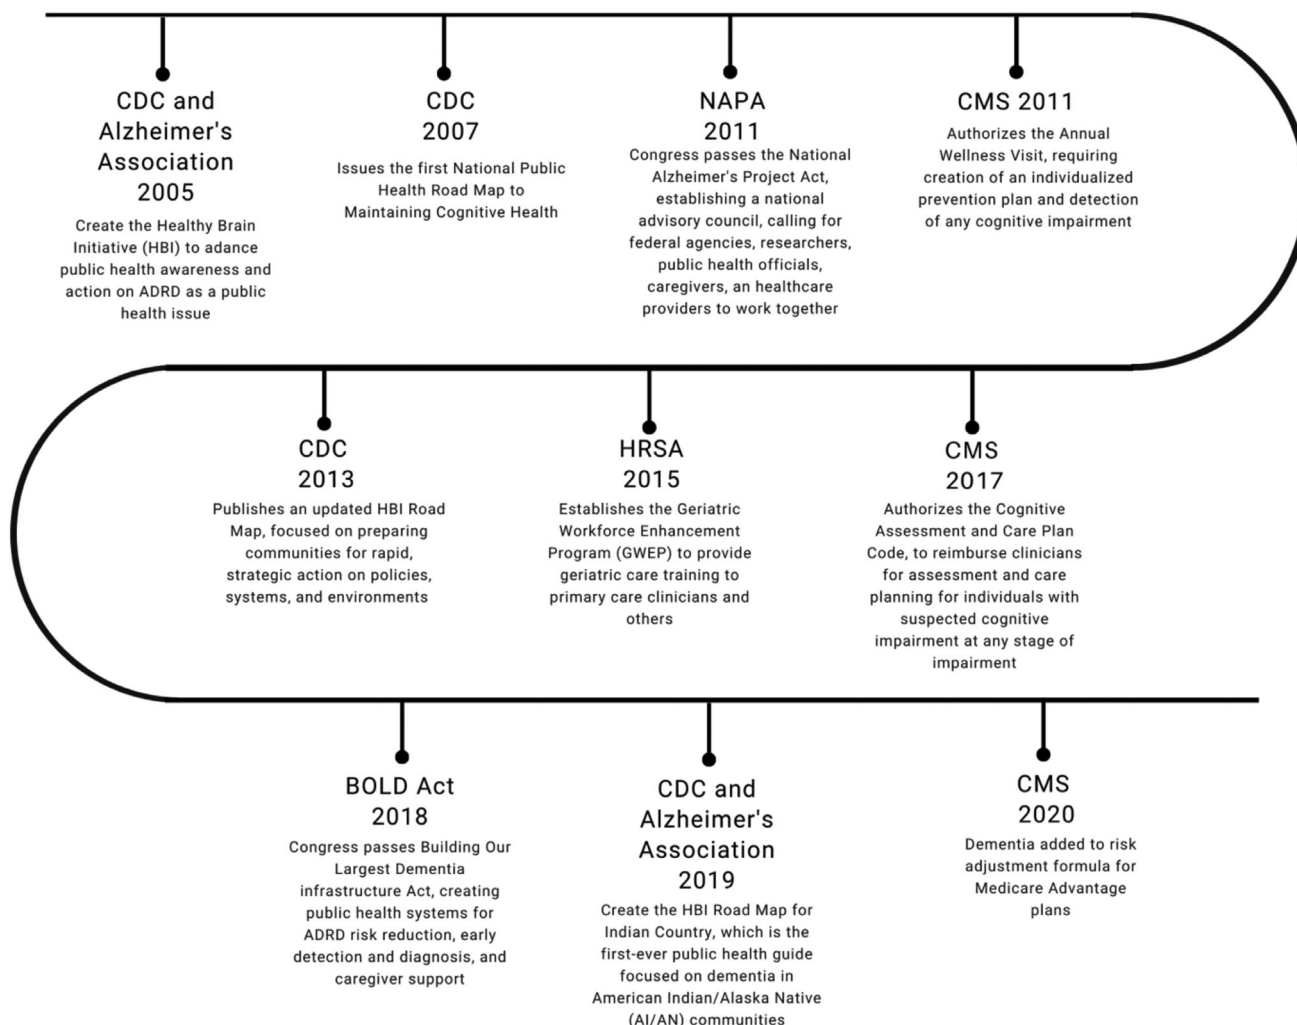 CDC and
Alzheimer's
Association
2005
Create the Healthy Brain
Initiative (HBI) to adance
public health awareness and
action on ADRD as a public
health issue
CDC
2007
Issues the first National Public
Health Road Map to
Maintaining Cognitive Health
NAPA
2011
Congress passes the National
Alzheimer's Project Act,
establishing a national
advisory council, calling for
federal agencies, researchers,
public health officials,
caregivers, an healthcare
providers to work together
CMS 2011
Authorizes the Annual
Wellness Visit, requiring
creation of an individualized
prevention plan and detection
of any cognitive impairment
CDC
2013
Publishes an updated HBI Road
Map, focused on preparing
communities for rapid,
strategic action on policies,
systems, and environments
HRSA
2015
Establishes the Geriatric
Workforce Enhancement
Program (GWEP) to provide
geriatric care training to
primary care clinicians and
others
CMS
2017
Authorizes the Cognitive
Assessment and Care Plan
Code, to reimburse clinicians
for assessment and care
planning for individuals with
suspected cognitive
impairment at any stage of
impairment
BOLD Act
2018
Congress passes Building Our
Largest Dementia
infrastructure Act, creating
public health systems for
ADRD risk reduction, early
detection and diagnosis, and
caregiver support
CDC and
Alzheimer's
Association
2019
Create the HBI Road Map for
Indian Country, which is the
first-ever public health guide
focused on dementia in
American Indian/Alaska Native
(AI/AN) communities
CMS
2020
Dementia added to risk
adjustment formula for
Medicare Advantage
plans